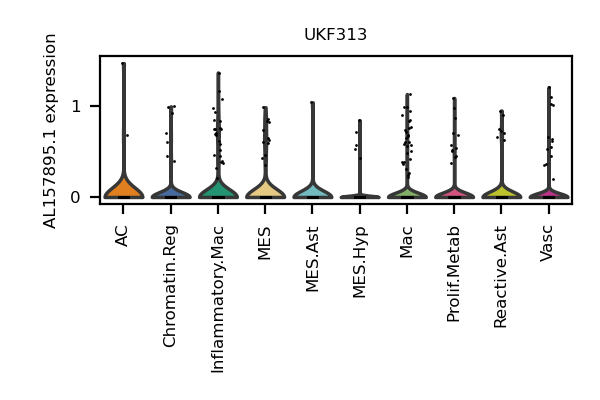 UKF313
AL157895.1 expression
1
0
AC
Chromatin.Reg
Inflammatory.Mac
MES
MES.Ast
MES.Hyp
Mac
Prolif.Metab
Reactive.Ast
Vasc